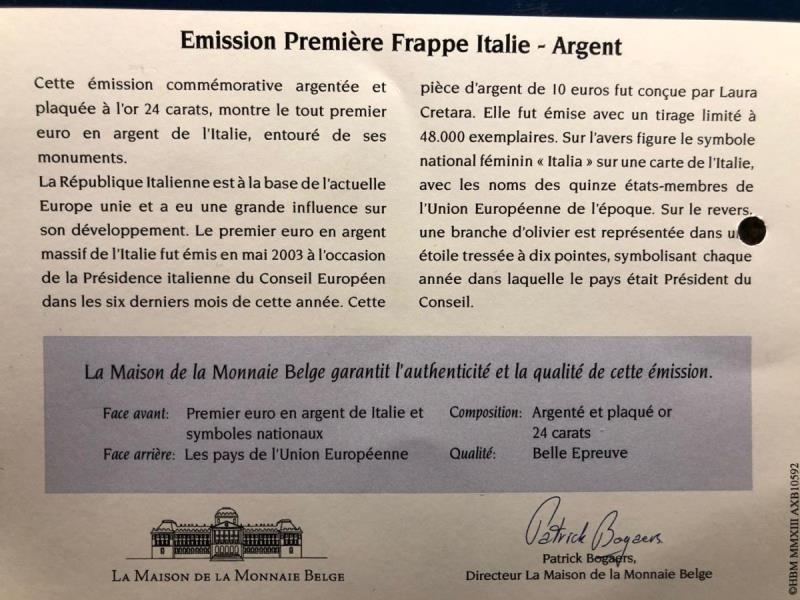 Emission Première Frappe Italie - Argent
Cette émission commémorative argentée et
plaquée à l'or 24 carats, montre le tout premier
euro en argent de l'Italie, entouré de ses
monuments.
La République Italienne est à la base de l'actuelle
Europe unie et a eu une grande influence sur
son développement. Le premier euro en argent
massif de l'Italie fut émis en mai 2003 à l'occasion
de la Présidence italienne du Conseil Européen
dans les six derniers mois de cette année. Cette
pièce d'argent de 10 euros fut conçue par Laura
Cretara. Elle fut émise avec un tirage limité à
48.000 exemplaires. Sur l'avers figure le symbole
national féminin « Italia » sur une carte de l'Italie,
avec les noms des quinze états-membres de
l'Union Européenne de l'époque. Sur le revers,
une branche d'olivier est représentée dans
étoile tressée à dix pointes, symbolisant chaque
année dans laquelle le pays était Président du
Conseil.
La Maison de la Monnaie Belge garantit l'authenticité et la qualité de cette émission.
Face avant: Premier euro en argent de Italie et
symboles nationaux
Face arrière: Les pays de l'Union Européenne
Composition: Argenté et plaqué or
24 carats
Qualité: Belle Epreuve
LA MAISON DE LA MONNAIE BELGE
Patrick Bogaers
Patrick Bogaers,
Directeur La Maison de la Monnaie Belge
©HBM MMXIII AXB10592